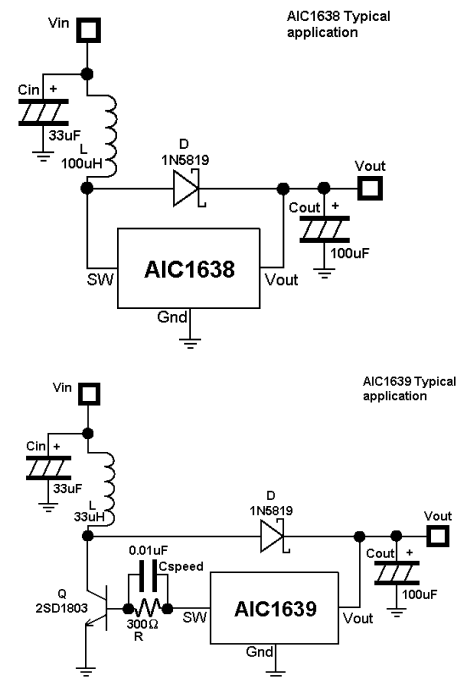 Vin
AIC1638 Typical
application
Cin +
33uF
L
100uH
D
1N5819
Vout
Cout +
100uF
AIC1638
SW
Vout
Gnd
Vin
AIC1639 Typical
application
Cin +
33uF
L
33uH
D
1N5819
Vout
Cout +
100uF
0.01uF
Cspeed
Q
2SD1803
300Ω
R
SW
AIC1639
Vout
Gnd